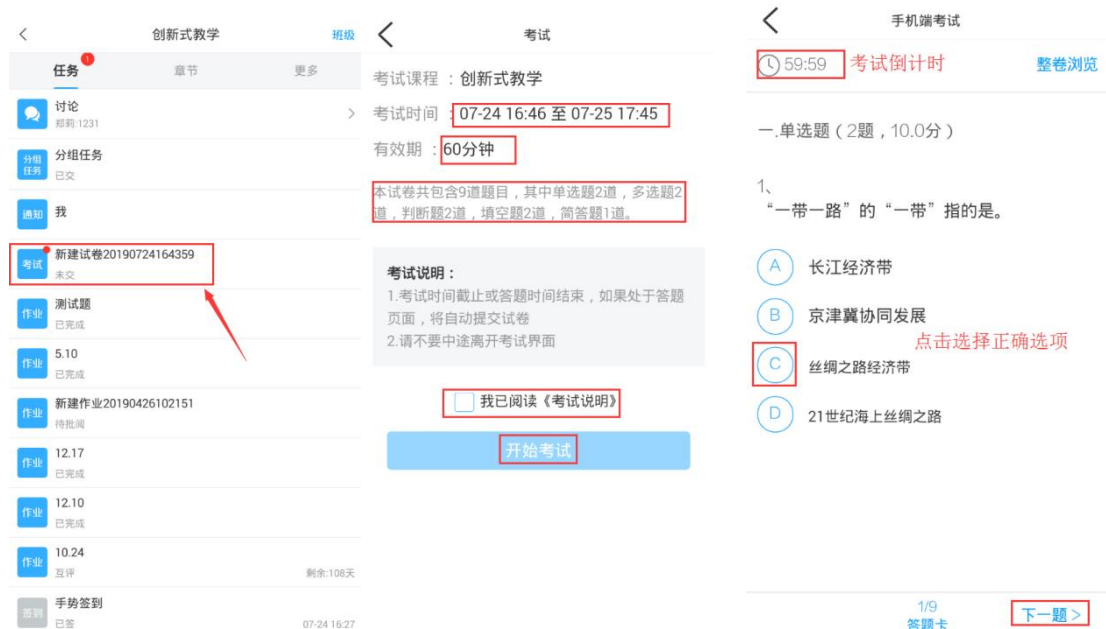 创新式教学
班级
任务
1
章节
更多
讨论
郑莉:1231
分组
任务
分组任务
已交
通知
我
考试
新建试卷20190724164359
未交
作业
测试题
已完成
作业
5.10
已完成
作业
新建作业20190426102151
待批阅
作业
12.17
已完成
作业
12.10
已完成
作业
10.24
互评
剩余:108天
签到
手势签到
已签
07-24 16:27
考试
考试课程 : 创新式教学
考试时间 : 07-24 16:46 至 07-25 17:45
有效期 : 60分钟
本试卷共包含9道题目，其中单选题2道，多选题2
道，判断题2道，填空题2道，简答题1道。
考试说明：
1.考试时间截止或答题时间结束，如果处于答题
页面，将自动提交试卷
2.请不要中途离开考试界面
我已阅读《考试说明》
开始考试
手机端考试
59:59 考试倒计时
整卷浏览
一.单选题（2题，10.0分）
1、
“一带一路”的“一带”指的是。
A 长江经济带
B 京津冀协同发展
点击选择正确选项
C 丝绸之路经济带
D 21世纪海上丝绸之路
1/9
答题卡
下一题 >